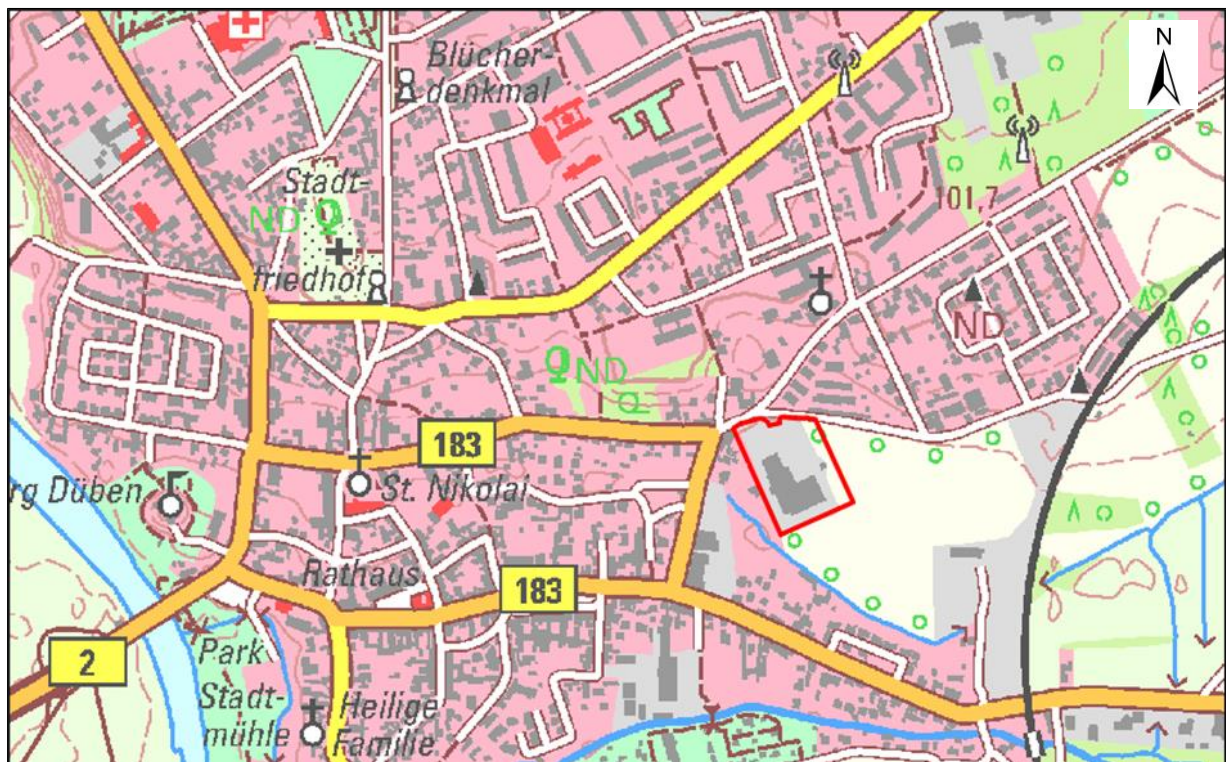 N
Blücher-
denkmal
Stadt-
ND
friedhof
101,7
ND
ND
183
St. Nikolai
rg Düben
Rathaus
183
2
Park
Stadt-
mühle
Heilige
Familie